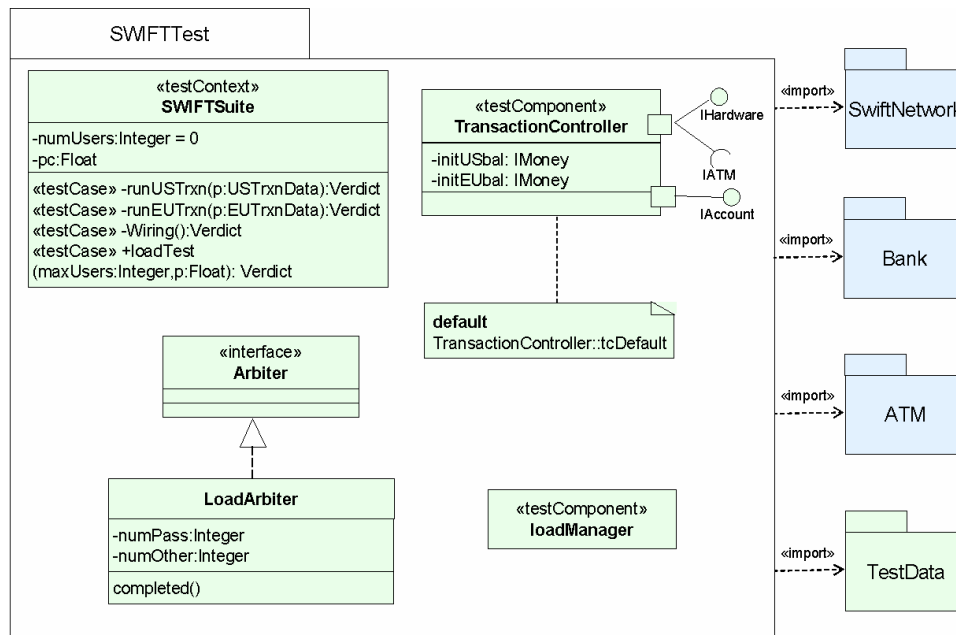 SWIFTTest
«testContext»
SWIFTSuite
-numUsers:Integer = 0
-pc:Float
«testCase» -runUSTrxn(p:USTrxnData):Verdict
«testCase» -runEUTrxn(p:EUTrxnData):Verdict
«testCase» -Wiring():Verdict
«testCase» +loadTest
(maxUsers:Integer,p:Float): Verdict
«testComponent»
TransactionController
-initUSbal: IMoney
-initEUbal: IMoney
IHardware
IATM
IAccount
default
TransactionController::tcDefault
«interface»
Arbiter
LoadArbiter
-numPass:Integer
-numOther:Integer
completed()
«testComponent»
loadManager
«import»
SwiftNetwork
«import»
Bank
«import»
ATM
«import»
TestData